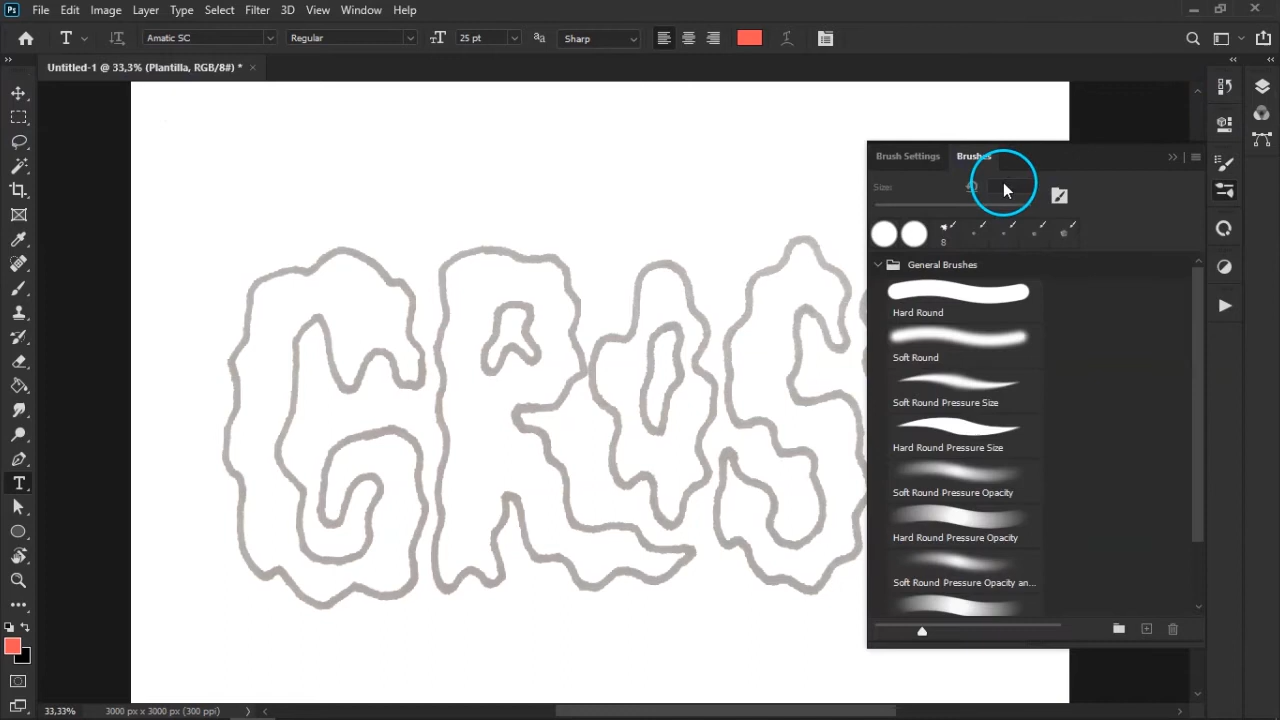 Ps File Edit Image Layer Type Select Filter 3D View Window Help
T Amatic SC Regular 25 pt Sharp
Untitled-1 @ 33,3% (Plantilla, RGB/8#) *
Brush Settings Brushes
Size:
8
General Brushes
Hard Round
Soft Round
Soft Round Pressure Size
Hard Round Pressure Size
Soft Round Pressure Opacity
Hard Round Pressure Opacity
Soft Round Pressure Opacity an...
GROS
33,33% 3000 px x 3000 px (300 ppi)